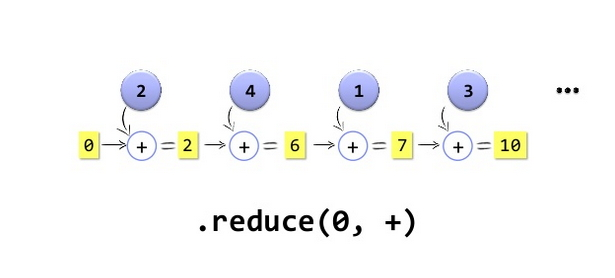 2 4 1 3 ...
0 + = 2 + = 6 + = 7 + = 10
.reduce(0, +)